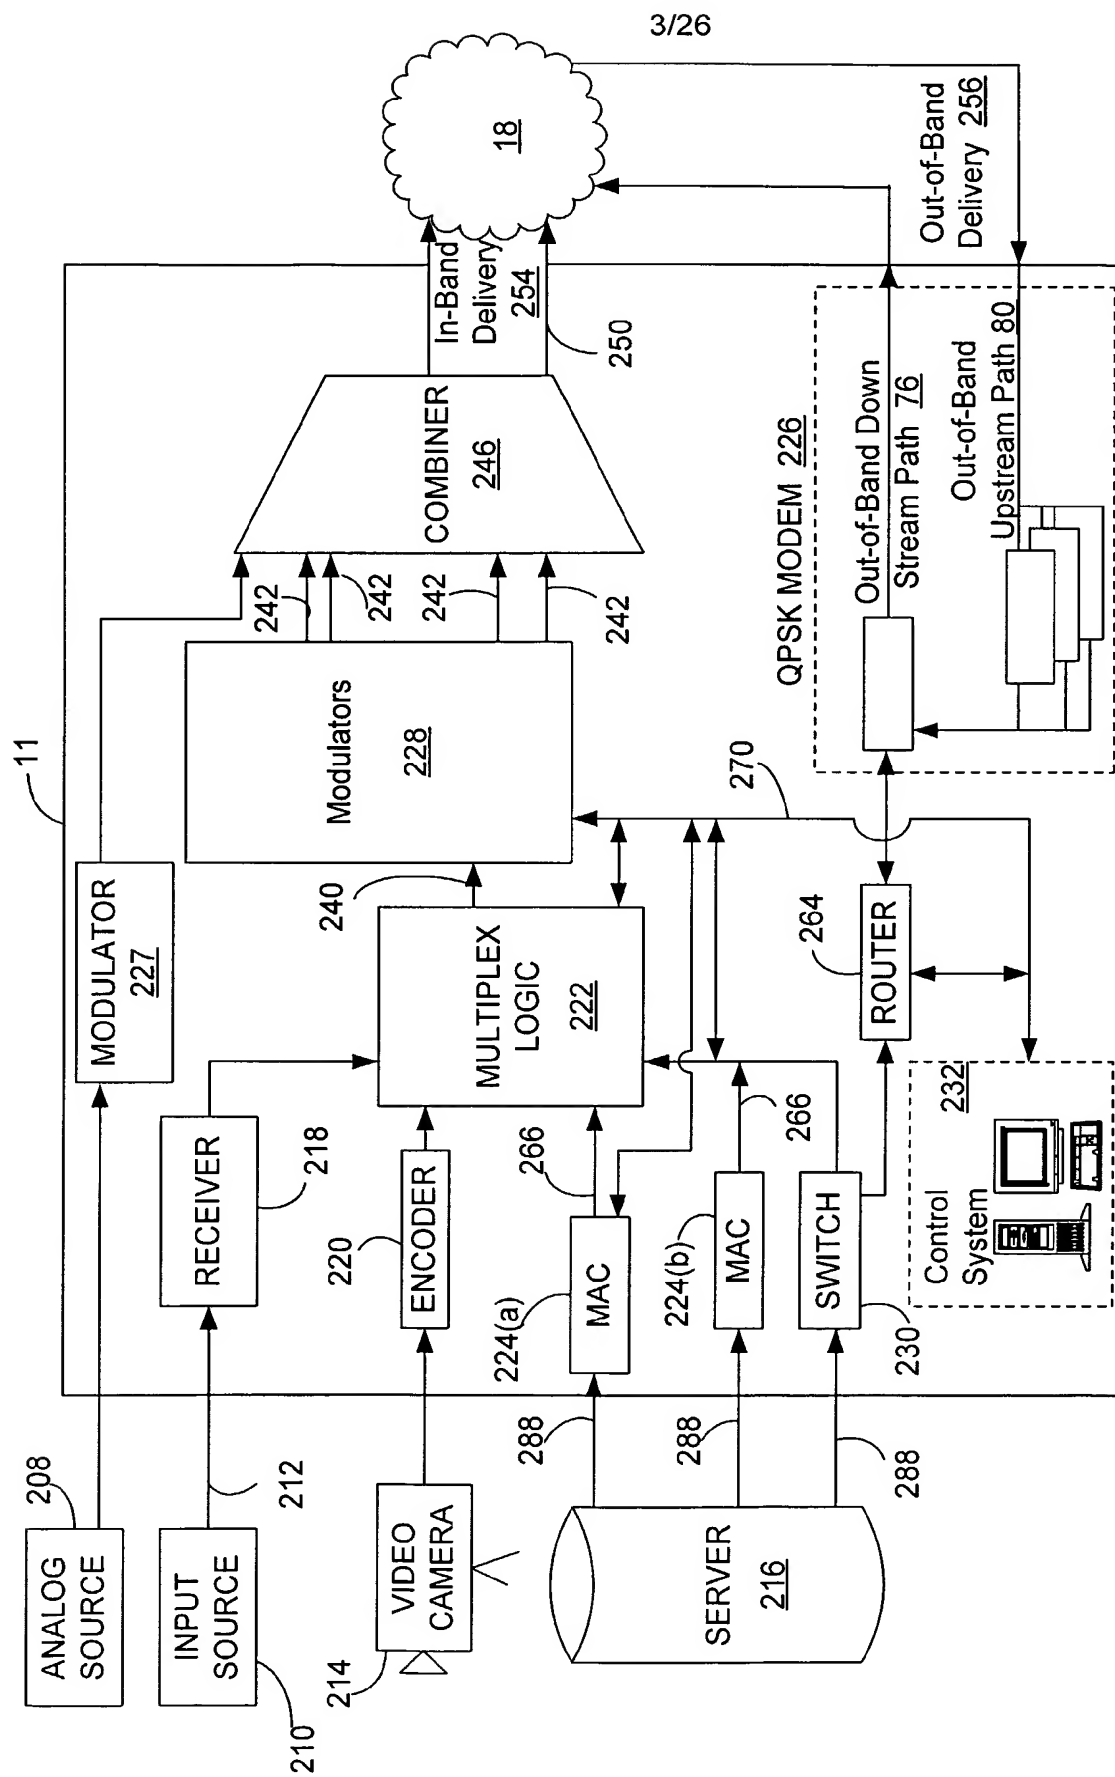 3/26
11
ANALOG
SOURCE
208
MODULATOR
227
INPUT
SOURCE
210
212
RECEIVER
218
VIDEO
CAMERA
214
ENCODER
220
SERVER
216
288
288
288
MAC
224(a)
266
MAC
224(b)
266
SWITCH
230
MULTIPLEX
LOGIC
222
240
Modulators
228
242
242
242
242
COMBINER
246
In-Band
Delivery
254
250
18
Out-of-Band
Delivery 256
270
ROUTER
264
Control
System
232
QPSK MODEM 226
Out-of-Band Down
Stream Path 76
Out-of-Band
Upstream Path 80